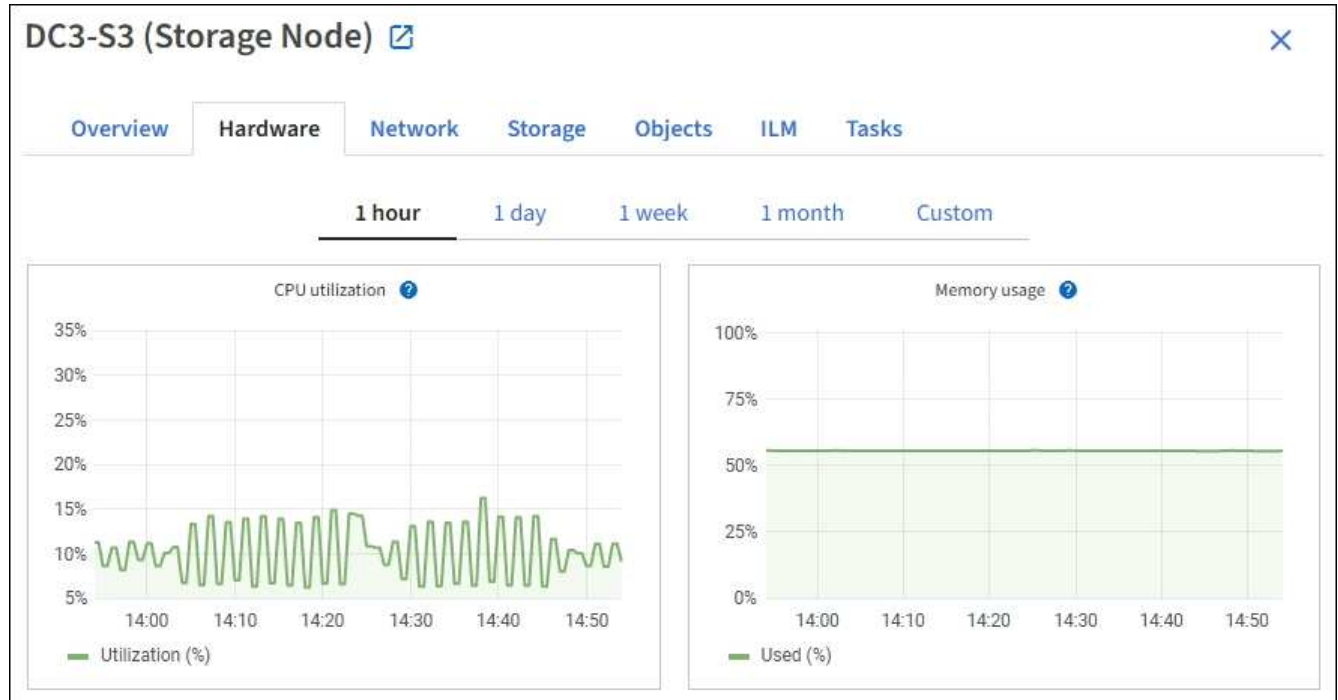 DC3-S3 (Storage Node)
Overview Hardware Network Storage Objects ILM Tasks
1 hour 1 day 1 week 1 month Custom
CPU utilization ?
35%
30%
25%
20%
15%
10%
5%
14:00 14:10 14:20 14:30 14:40 14:50
Utilization (%)
Memory usage ?
100%
75%
50%
25%
0%
14:00 14:10 14:20 14:30 14:40 14:50
Used (%)